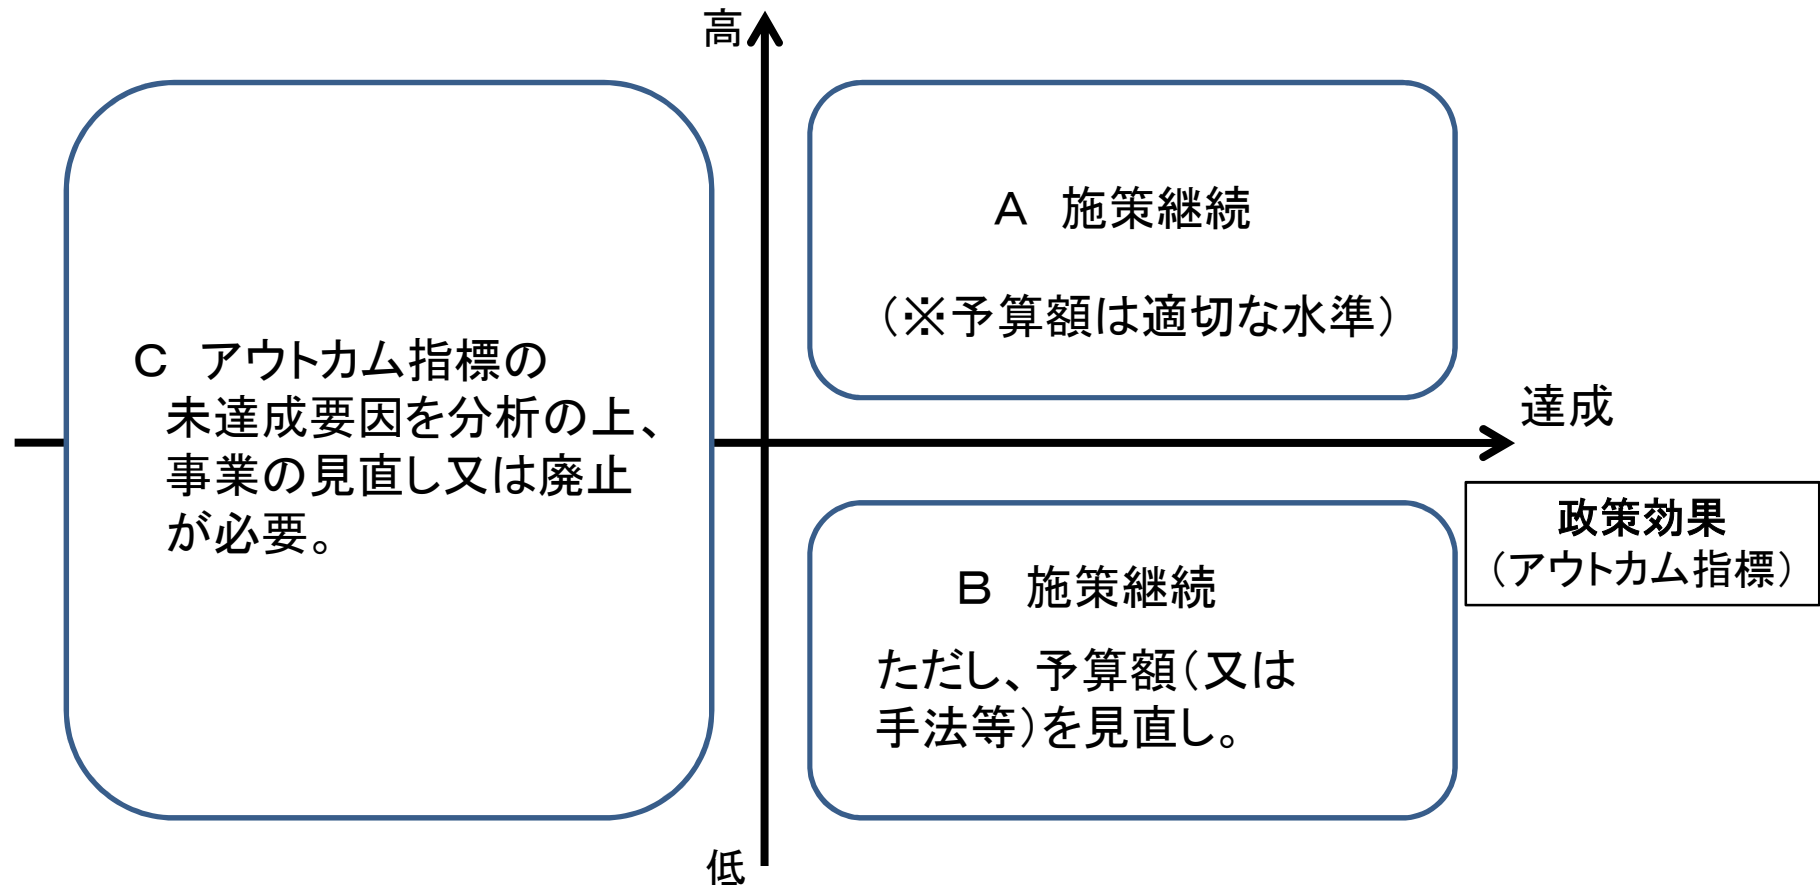 高
A　施策継続
（※予算額は適切な水準）
C　アウトカム指標の
未達成要因を分析の上、
事業の見直し又は廃止
が必要。
達成
政策効果
（アウトカム指標）
B　施策継続
ただし、予算額（又は
手法等）を見直し。
低